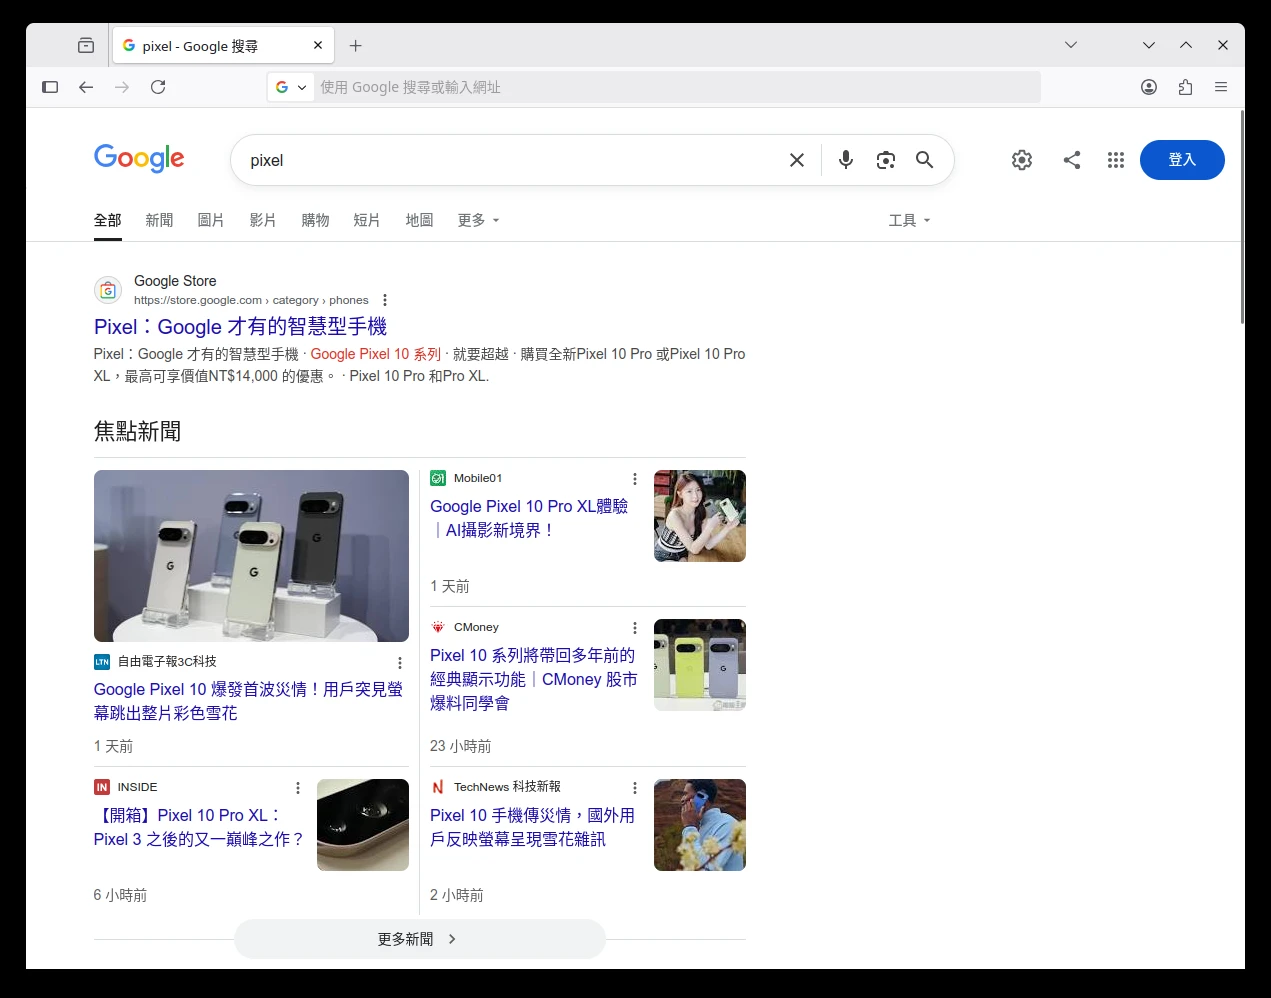 pixel - Google 搜尋
使用 Google 搜尋或輸入網址
Google
pixel
登入
全部 新聞 圖片 影片 購物 短片 地圖 更多 工具
Google Store
https://store.google.com › category › phones
Pixel：Google 才有的智慧型手機
Pixel：Google 才有的智慧型手機 · Google Pixel 10 系列 · 就要超越 · 購買全新Pixel 10 Pro 或Pixel 10 Pro
XL，最高可享價值NT$14,000 的優惠。 · Pixel 10 Pro 和Pro XL.
焦點新聞
LTN 自由電子報3C科技
Google Pixel 10 爆發首波災情！用戶突見螢
幕跳出整片彩色雪花
1 天前
Mobile01
Google Pixel 10 Pro XL體驗
｜AI攝影新境界！
1 天前
CMoney
Pixel 10 系列將帶回多年前的
經典顯示功能｜CMoney 股市
爆料同學會
23 小時前
IN INSIDE
【開箱】Pixel 10 Pro XL：
Pixel 3 之後的又一巔峰之作？
6 小時前
TechNews 科技新報
Pixel 10 手機傳災情，國外用
戶反映螢幕呈現雪花雜訊
2 小時前
更多新聞